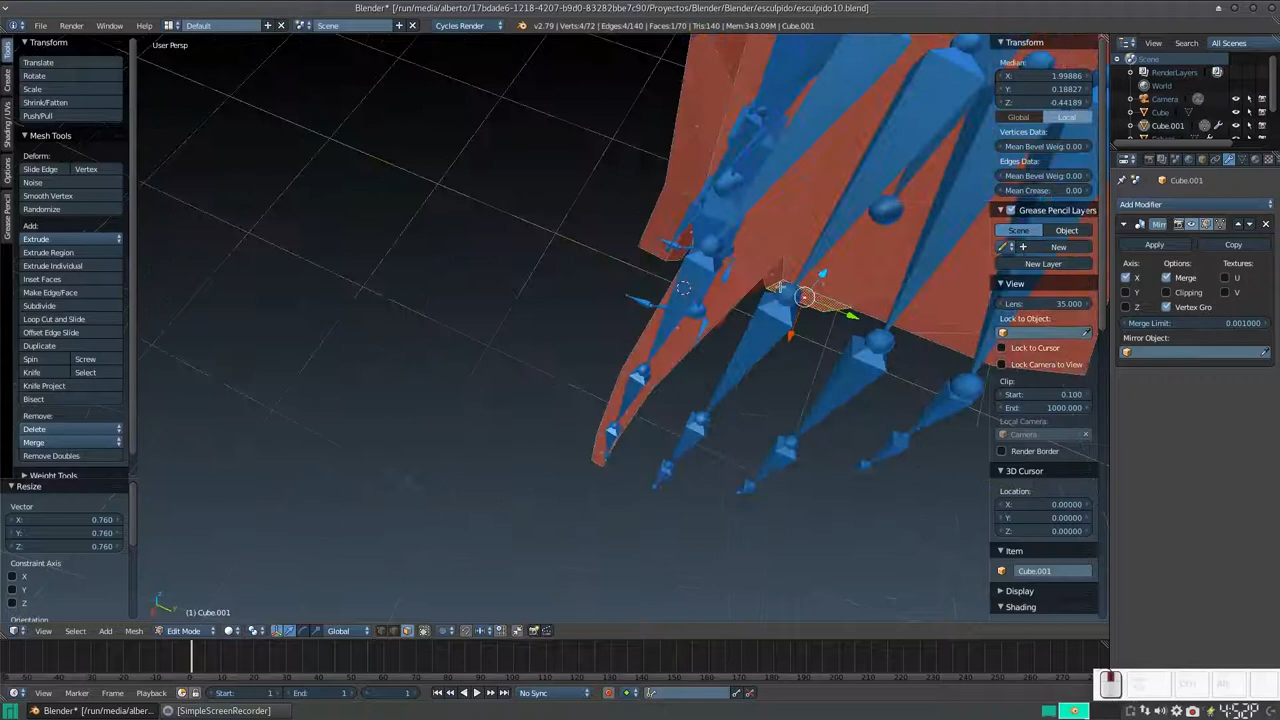 Blender* [/run/media/alberto/17bdade6-1218-4207-b9d0-83282bbe7c90/Proyectos/Blender/Blender/esculpido/esculpido10.blend]
File Render Window Help Default Scene Cycles Render v2.79 | Verts:4/72 | Edges:4/140 | Faces:1/70 | Tris:140 | Mem:343.09M | Cube.001
View Search All Scenes
Tools
Create
Shading / UVs
Options
Grease Pencil
Transform
Translate
Rotate
Scale
Shrink/Fatten
Push/Pull
Mesh Tools
Deform:
Slide Edge Vertex
Noise
Smooth Vertex
Randomize
Add:
Extrude
Extrude Region
Extrude Individual
Inset Faces
Make Edge/Face
Subdivide
Loop Cut and Slide
Offset Edge Slide
Duplicate
Spin Screw
Knife Select
Knife Project
Bisect
Remove:
Delete
Merge
Remove Doubles
Weight Tools
Resize
Vector
X: 0.760
Y: 0.760
Z: 0.760
Constraint Axis
X
Y
Z
Orientation
User Persp
(1) Cube.001
Transform
Median:
X: 1.99886
Y: 0.18827
Z: -0.44189
Global Local
Vertices Data:
Mean Bevel Weig: 0.00
Edges Data:
Mean Bevel Weig: 0.00
Mean Crease: 0.00
Grease Pencil Layers
Scene Object
New
New Layer
View
Lens: 35.000
Lock to Object:
Lock to Cursor
Lock Camera to View
Clip:
Start: 0.100
End: 1000.000
Local Camera:
Camera
Render Border
3D Cursor
Location:
X: 0.00000
Y: 0.00000
Z: 0.00000
Item
Cube.001
Display
Shading
Scene
RenderLayers
World
Camera
Cube
Cube.001
Cube.001
Add Modifier
Mirr
Apply Copy
Axis: Options: Textures:
X Merge U
Y Clipping V
Z Vertex Gro
Merge Limit: 0.001000
Mirror Object:
View Select Add Mesh Edit Mode Global
View Marker Frame Playback Start: 1 End: 1 1 No Sync
Blender* [/run/media/alberto/17... [SimpleScreenRecorder]